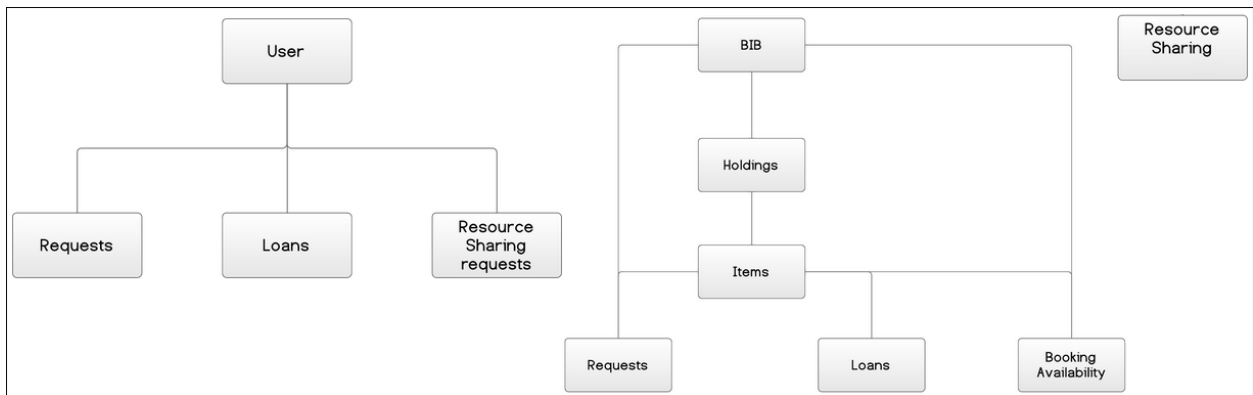 User
Requests
Loans
Resource
Sharing
requests
BIB
Holdings
Items
Requests
Loans
Booking
Availability
Resource
Sharing